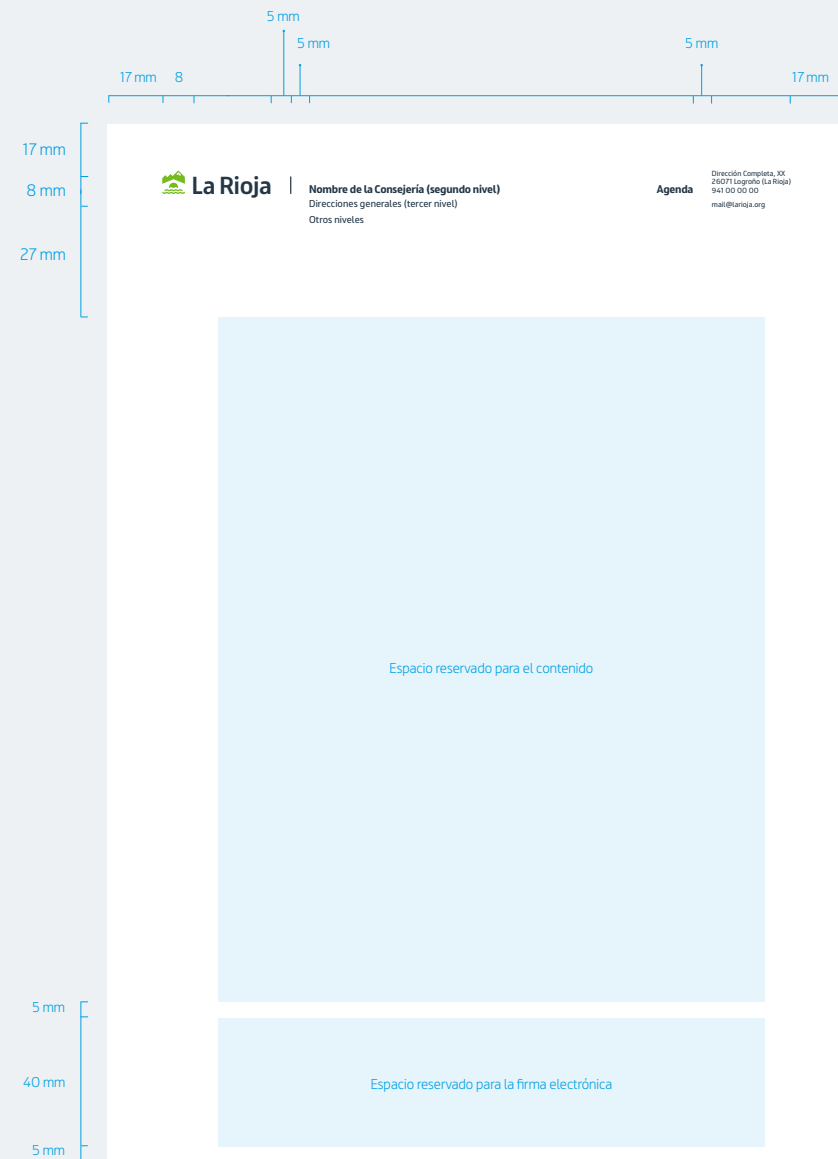 5 mm
5 mm
5 mm
17 mm
8
17 mm
17 mm
8 mm
27 mm
La Rioja
Nombre de la Consejería (segundo nivel)
Direcciones generales (tercer nivel)
Otros niveles
Agenda
Dirección Completa, XX
26071 Logroño (La Rioja)
941 00 00 00
mail@larioja.org
Espacio reservado para el contenido
5 mm
40 mm
Espacio reservado para la firma electrónica
5 mm